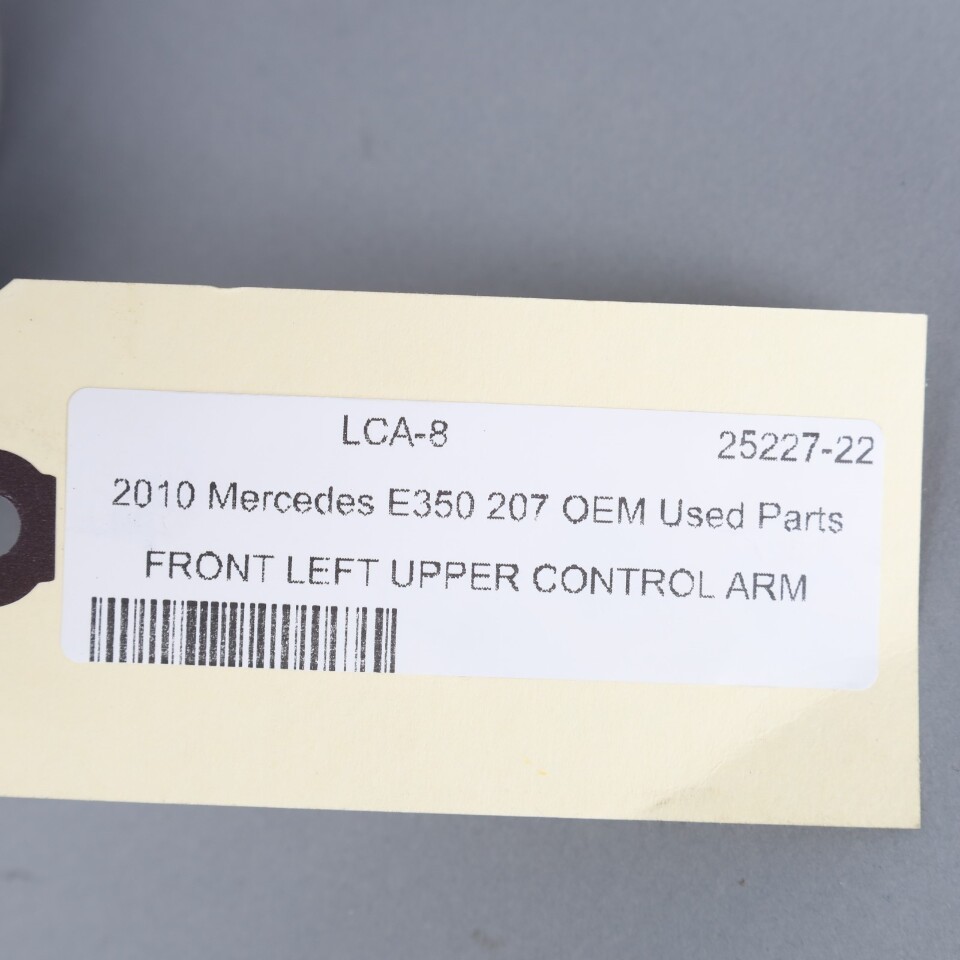 LCA-8 25227-22
2010 Mercedes E350 207 OEM Used Parts
FRONT LEFT UPPER CONTROL ARM